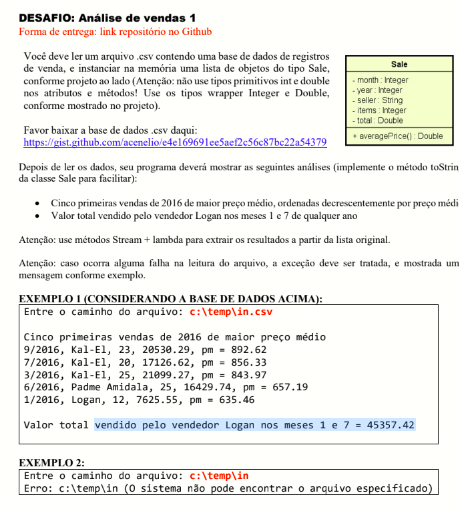 DESAFIO: Análise de vendas 1
Forma de entrega: link repositório no Github
Você deve ler um arquivo .csv contendo uma base de dados de registros
de venda, e instanciar na memória uma lista de objetos do tipo Sale,
conforme projeto ao lado (Atenção: não use tipos primitivos int e double
nos atributos e métodos! Use os tipos wrapper Integer e Double,
conforme mostrado no projeto).
Favor baixar a base de dados .csv daqui:
https://gist.github.com/acenelio/e4e169691ee5aef2c56c87bc22a54379
Sale
- month : Integer
- year : Integer
- seller : String
- items : Integer
- total : Double
+ averagePrice() : Double
Depois de ler os dados, seu programa deverá mostrar as seguintes análises (implemente o método toStrin
da classe Sale para facilitar):
• Cinco primeiras vendas de 2016 de maior preço médio, ordenadas decrescentemente por preço médi
• Valor total vendido pelo vendedor Logan nos meses 1 e 7 de qualquer ano
Atenção: use métodos Stream + lambda para extrair os resultados a partir da lista original.
Atenção: caso ocorra alguma falha na leitura do arquivo, a exceção deve ser tratada, e mostrada um
mensagem conforme exemplo.
EXEMPLO 1 (CONSIDERANDO A BASE DE DADOS ACIMA):
Entre o caminho do arquivo: c:\temp\in.csv
Cinco primeiras vendas de 2016 de maior preço médio
9/2016, Kal-El, 23, 20530.29, pm = 892.62
7/2016, Kal-El, 20, 17126.62, pm = 856.33
3/2016, Kal-El, 25, 21099.27, pm = 843.97
6/2016, Padme Amidala, 25, 16429.74, pm = 657.19
1/2016, Logan, 12, 7625.55, pm = 635.46
Valor total vendido pelo vendedor Logan nos meses 1 e 7 = 45357.42
EXEMPLO 2:
Entre o caminho do arquivo: c:\temp\in
Erro: c:\temp\in (O sistema não pode encontrar o arquivo especificado)